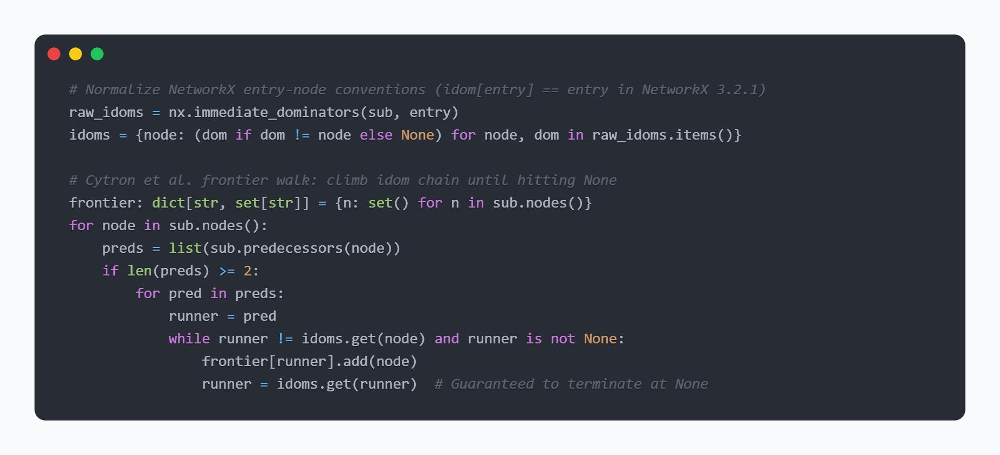 # Normalize NetworkX entry-node conventions (idom[entry] == entry in NetworkX 3.2.1)
raw_idoms = nx.immediate_dominators(sub, entry)
idoms = {node: (dom if dom != node else None) for node, dom in raw_idoms.items()}

# Cytron et al. frontier walk: climb idom chain until hitting None
frontier: dict[str, set[str]] = {n: set() for n in sub.nodes()}
for node in sub.nodes():
    preds = list(sub.predecessors(node))
    if len(preds) >= 2:
        for pred in preds:
            runner = pred
            while runner != idoms.get(node) and runner is not None:
                frontier[runner].add(node)
                runner = idoms.get(runner)  # Guaranteed to terminate at None